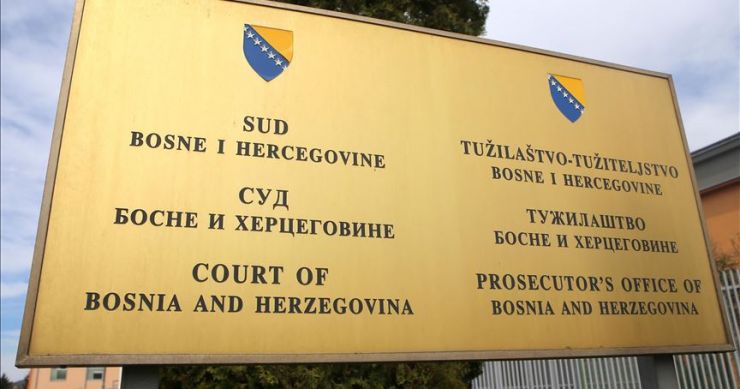 SUD
BOSNE I HERCEGOVINE
СУД
БОСНЕ И ХЕРЦЕГОВИНЕ
COURT OF
BOSNIA AND HERZEGOVINA
TUŽILAŠTVO-TUŽITELJSTVO
BOSNE I HERCEGOVINE
ТУЖИЛАШТВО
БОСНЕ И ХЕРЦЕГОВИНЕ
PROSECUTOR'S OFFICE OF
BOSNIA AND HERZEGOVINA